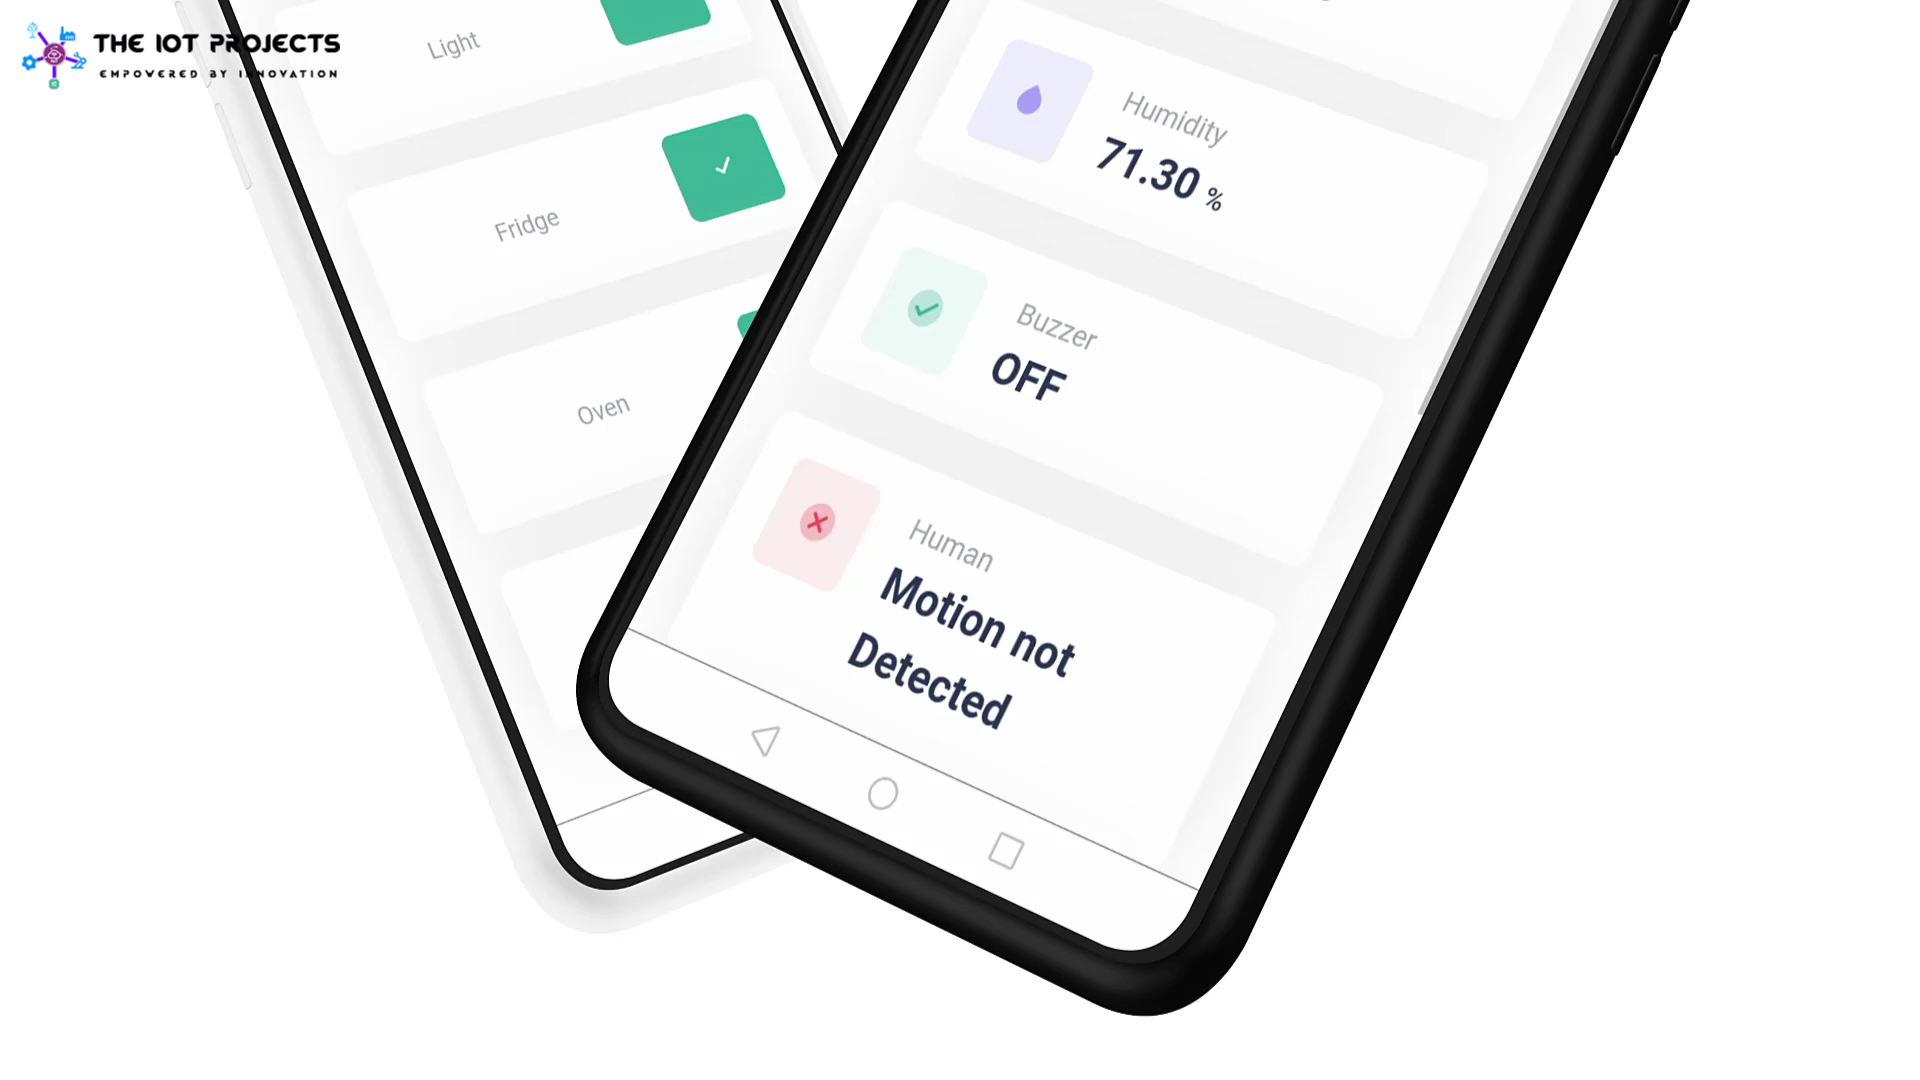 THE IOT PROJECTS
EMPOWERED BY INNOVATION
Light
Fridge
Oven
Humidity
71.30 %
Buzzer
OFF
Human
Motion not
Detected